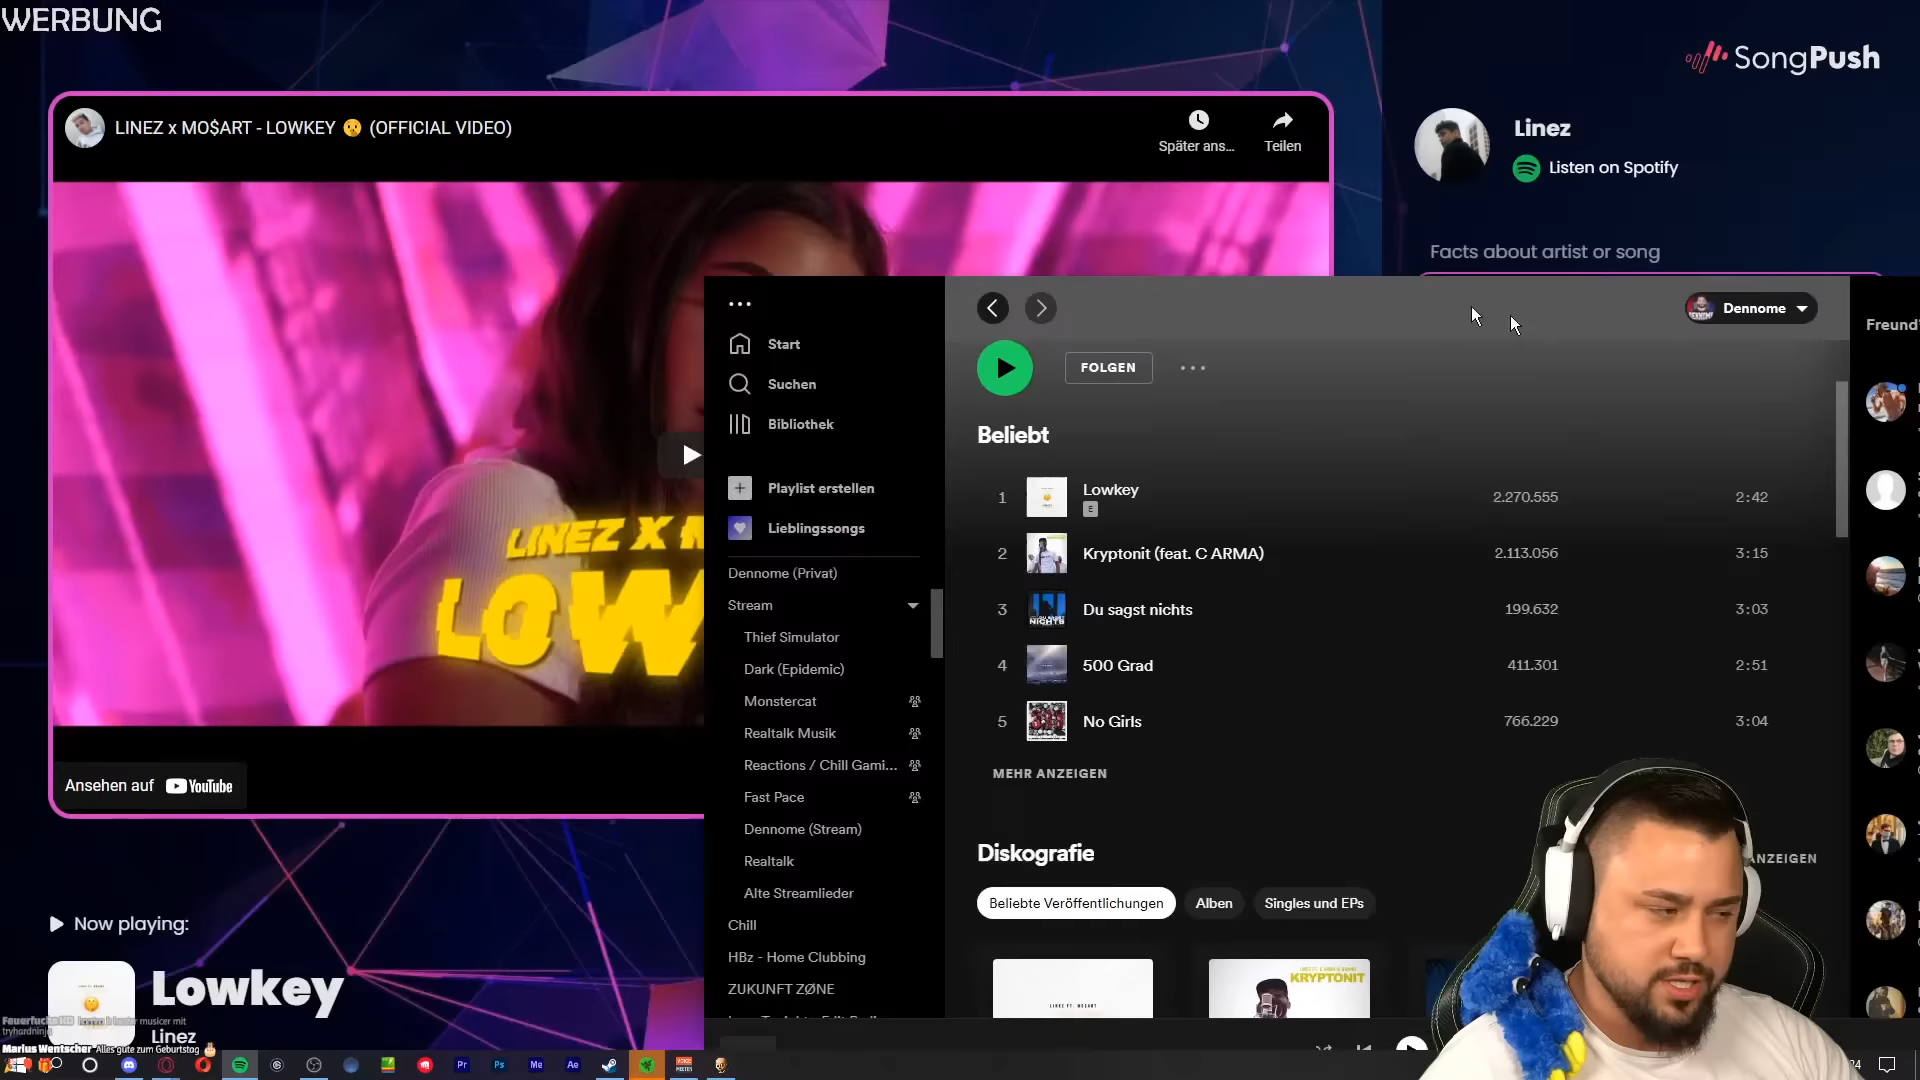 WERBUNG
SongPush
LINEZ x MO$ART - LOWKEY 🤫 (OFFICIAL VIDEO)
Später ans...
Teilen
Linez
Listen on Spotify
Facts about artist or song
LINEZ X M
LOW
Ansehen auf YouTube
Start
Suchen
Bibliothek
Playlist erstellen
Lieblingssongs
Dennome (Privat)
Stream
Thief Simulator
Dark (Epidemic)
Monstercat
Realtalk Musik
Reactions / Chill Gami...
Fast Pace
Dennome (Stream)
Realtalk
Alte Streamlieder
Chill
HBz - Home Clubbing
ZUKUNFT ZØNE
Dennome
Freund
FOLGEN
Beliebt
1 Lowkey 2.270.555 2:42
E
2 Kryptonit (feat. C ARMA) 2.113.056 3:15
3 Du sagst nichts 199.632 3:03
4 500 Grad 411.301 2:51
5 No Girls 766.229 3:04
MEHR ANZEIGEN
Diskografie
ANZEIGEN
Beliebte Veröffentlichungen
Alben
Singles und EPs
KRYPTONIT
Now playing:
Lowkey
Linez
tryhardninja
Marius Wentscher Alles gute zum Geburtstag
Pr
Ps
Me
Ae